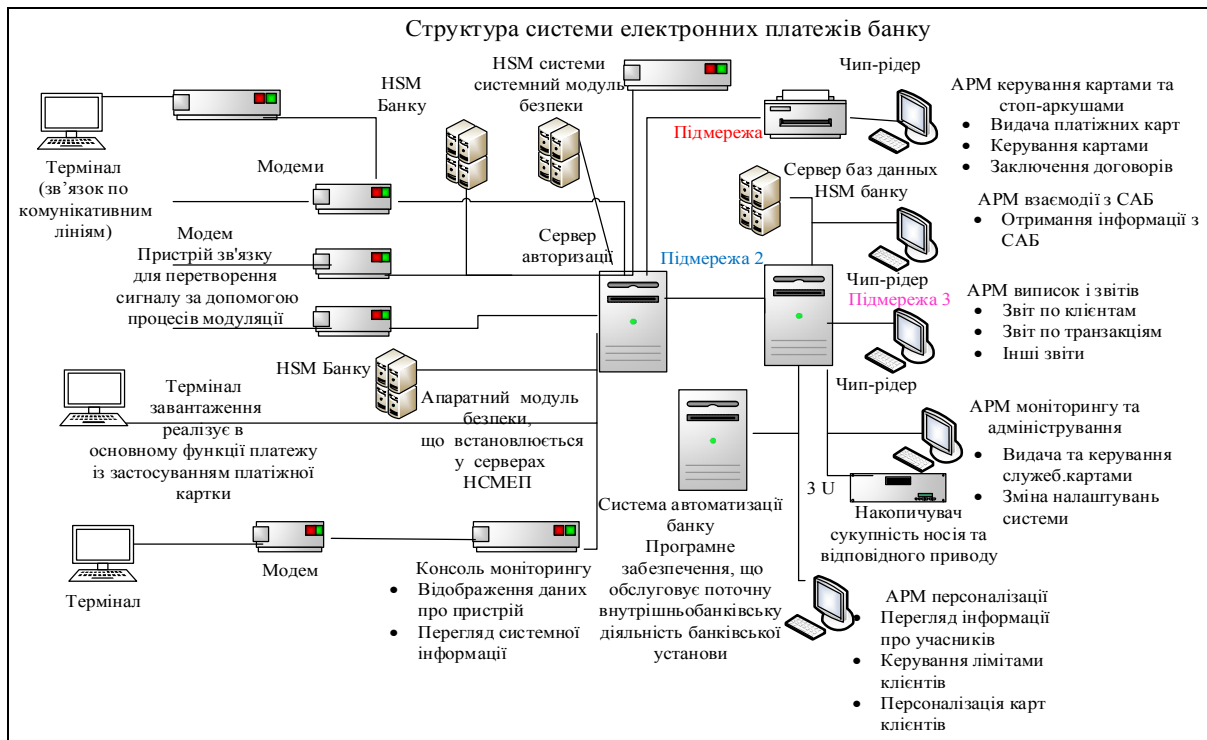 Структура системи електронних платежів банку
HSM
Банку
HSM системи
системний модуль
безпеки
Чип-рідер
АРМ керування картами та
стоп-аркушами
• Видача платіжних карт
• Керування картами
• Заключення договорів
Підмережа
Термінал
(зв’язок по
комунікативним
лініям)
Модеми
Сервер баз данных
HSM банку
АРМ взаємодії з САБ
• Отримання інформації з
САБ
Модем
Пристрій зв'язку
для перетворення
сигналу за допомогою
процесів модуляції
Сервер
авторизації
Підмережа 2
Чип-рідер
Підмережа 3
АРМ виписок і звітів
• Звіт по клієнтам
• Звіт по транзакціям
• Інші звіти
HSM Банку
Чип-рідер
Термінал
завантаження
реалізує в
основному функції платежу
із застосуванням платіжної
картки
Апаратний модуль
безпеки,
що встановлюється
у серверах
НСМЕП
АРМ моніторингу та
адміністрування
• Видача та керування
служеб.картами
• Зміна налаштувань
системи
3 U
Накопичувач
сукупність носія та
відповідного приводу
Система автоматизації
банку
Програмне
забезпечення, що
обслуговує поточну
внутрішньобанківську
діяльність банківської
установи
Термінал
Модем
Консоль моніторингу
• Відображення даних
про пристрій
• Перегляд системної
інформації
АРМ персоналізації
• Перегляд інформації
про учасників
• Керування лімітами
клієнтів
• Персоналізація карт
клієнтів